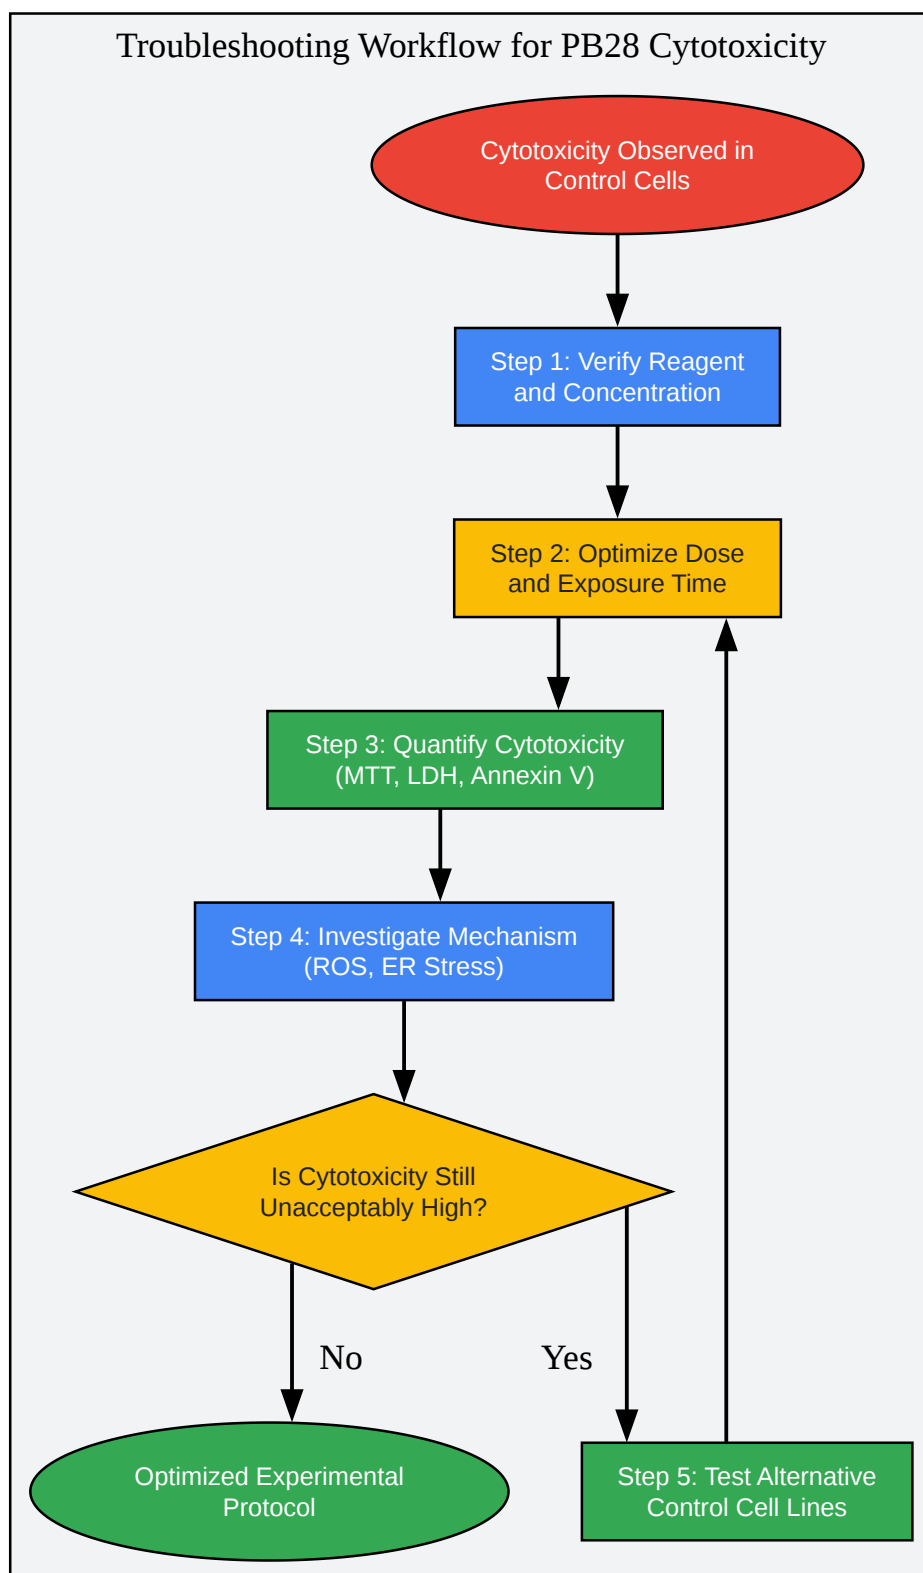 Troubleshooting Workflow for PB28 Cytotoxicity
Cytotoxicity Observed in
Control Cells
Step 1: Verify Reagent
and Concentration
Step 2: Optimize Dose
and Exposure Time
Step 3: Quantify Cytotoxicity
(MTT, LDH, Annexin V)
Step 4: Investigate Mechanism
(ROS, ER Stress)
Is Cytotoxicity Still
Unacceptably High?
No
Yes
Optimized Experimental
Protocol
Step 5: Test Alternative
Control Cell Lines